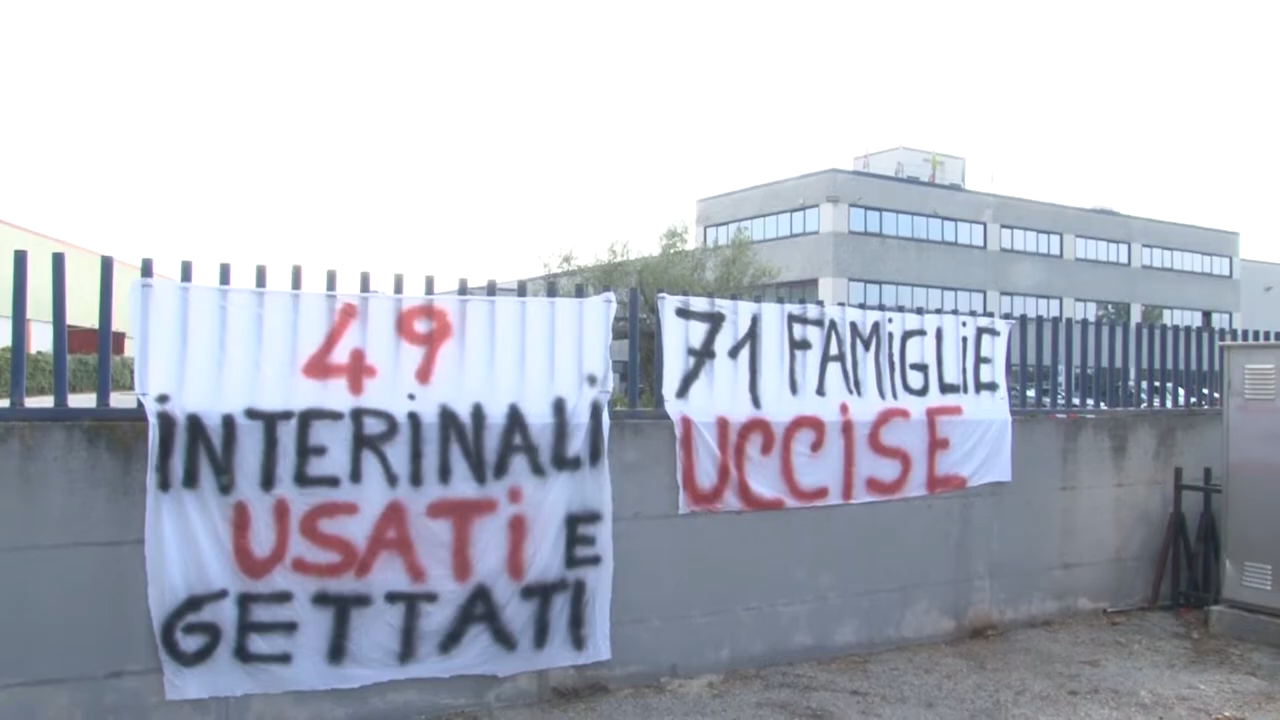 49
iNTERiNALi
USATi E
GETTATI
71 FAMiGLiE
UCCiSE